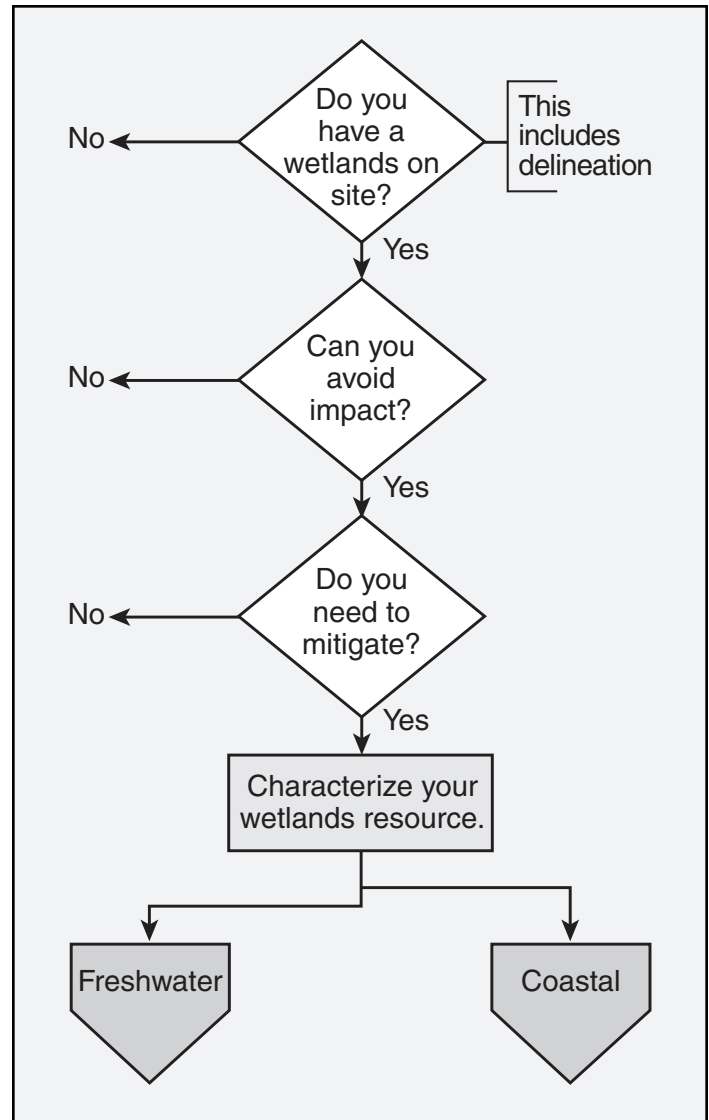 Do you
have a
wetlands on
site?
No
This
includes
delineation
Yes
Can you
avoid
impact?
No
Yes
Do you
need to
mitigate?
No
Yes
Characterize your
wetlands resource.
Freshwater
Coastal